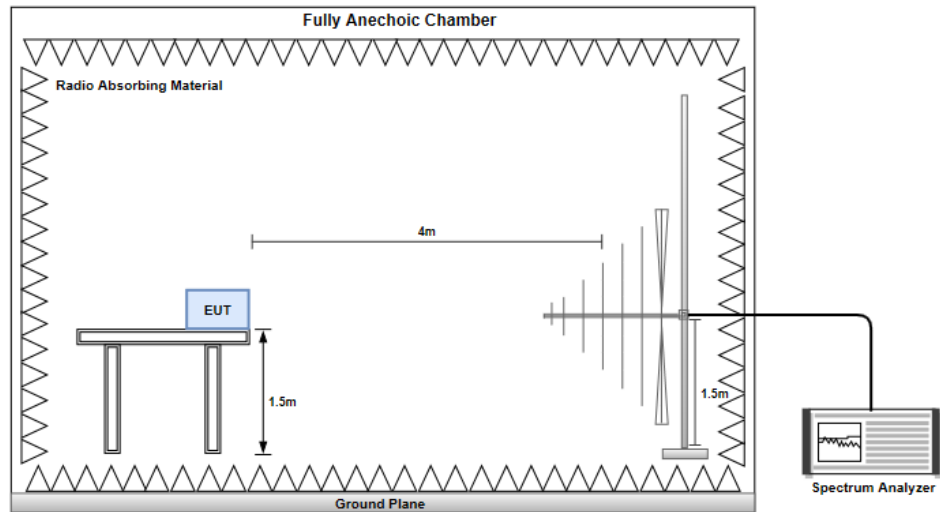 Fully Anechoic Chamber
Radio Absorbing Material
4m
EUT
1.5m
1.5m
Spectrum Analyzer
Ground Plane